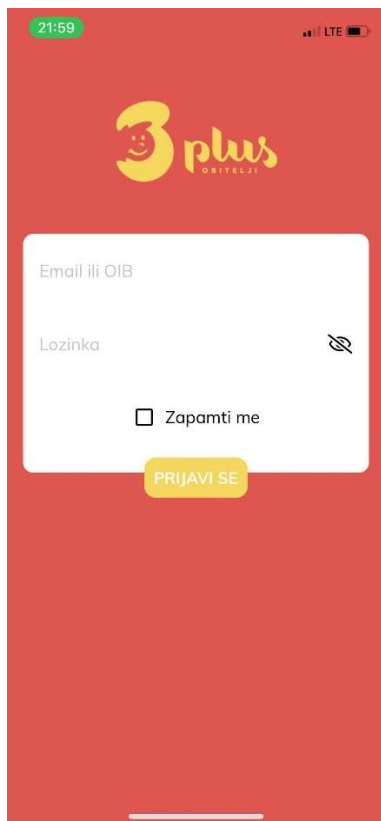 21:59
LTE
3 plus
OBITELJI
Email ili OIB
Lozinka
Zapamti me
PRIJAVI SE